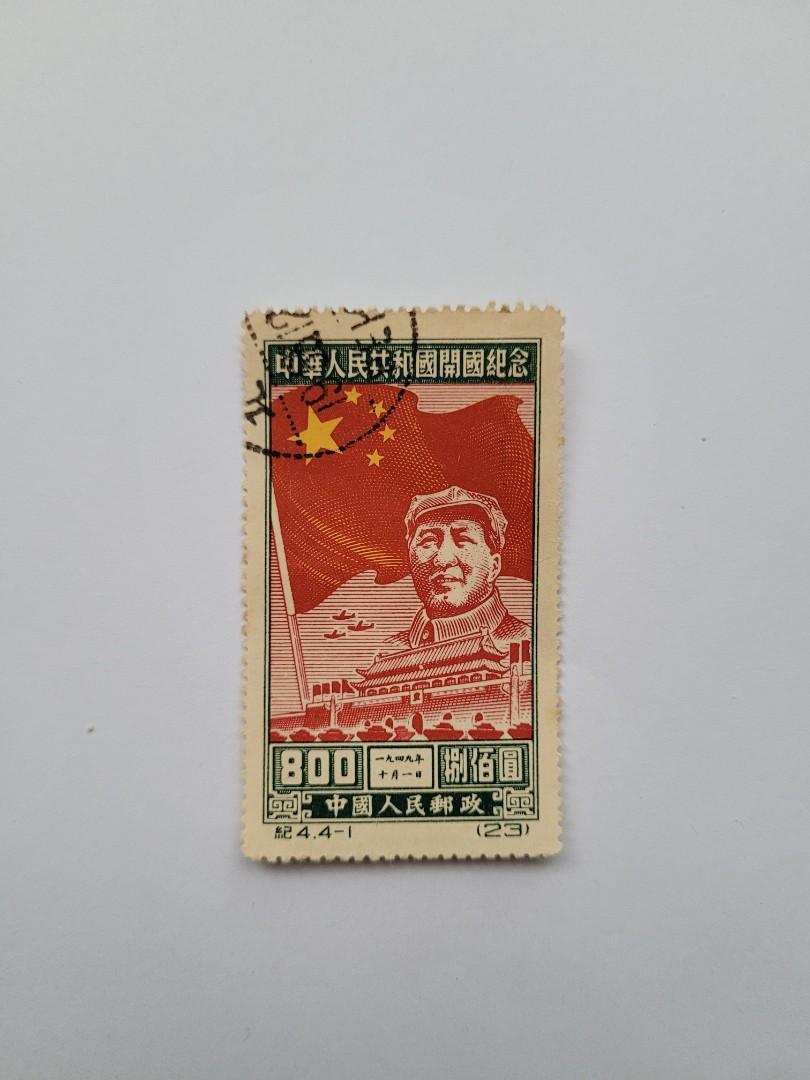 中華人民共和國開國紀念
800
一九四九年
十月一日
捌佰圓
中國人民郵政
紀4.4-1
(23)